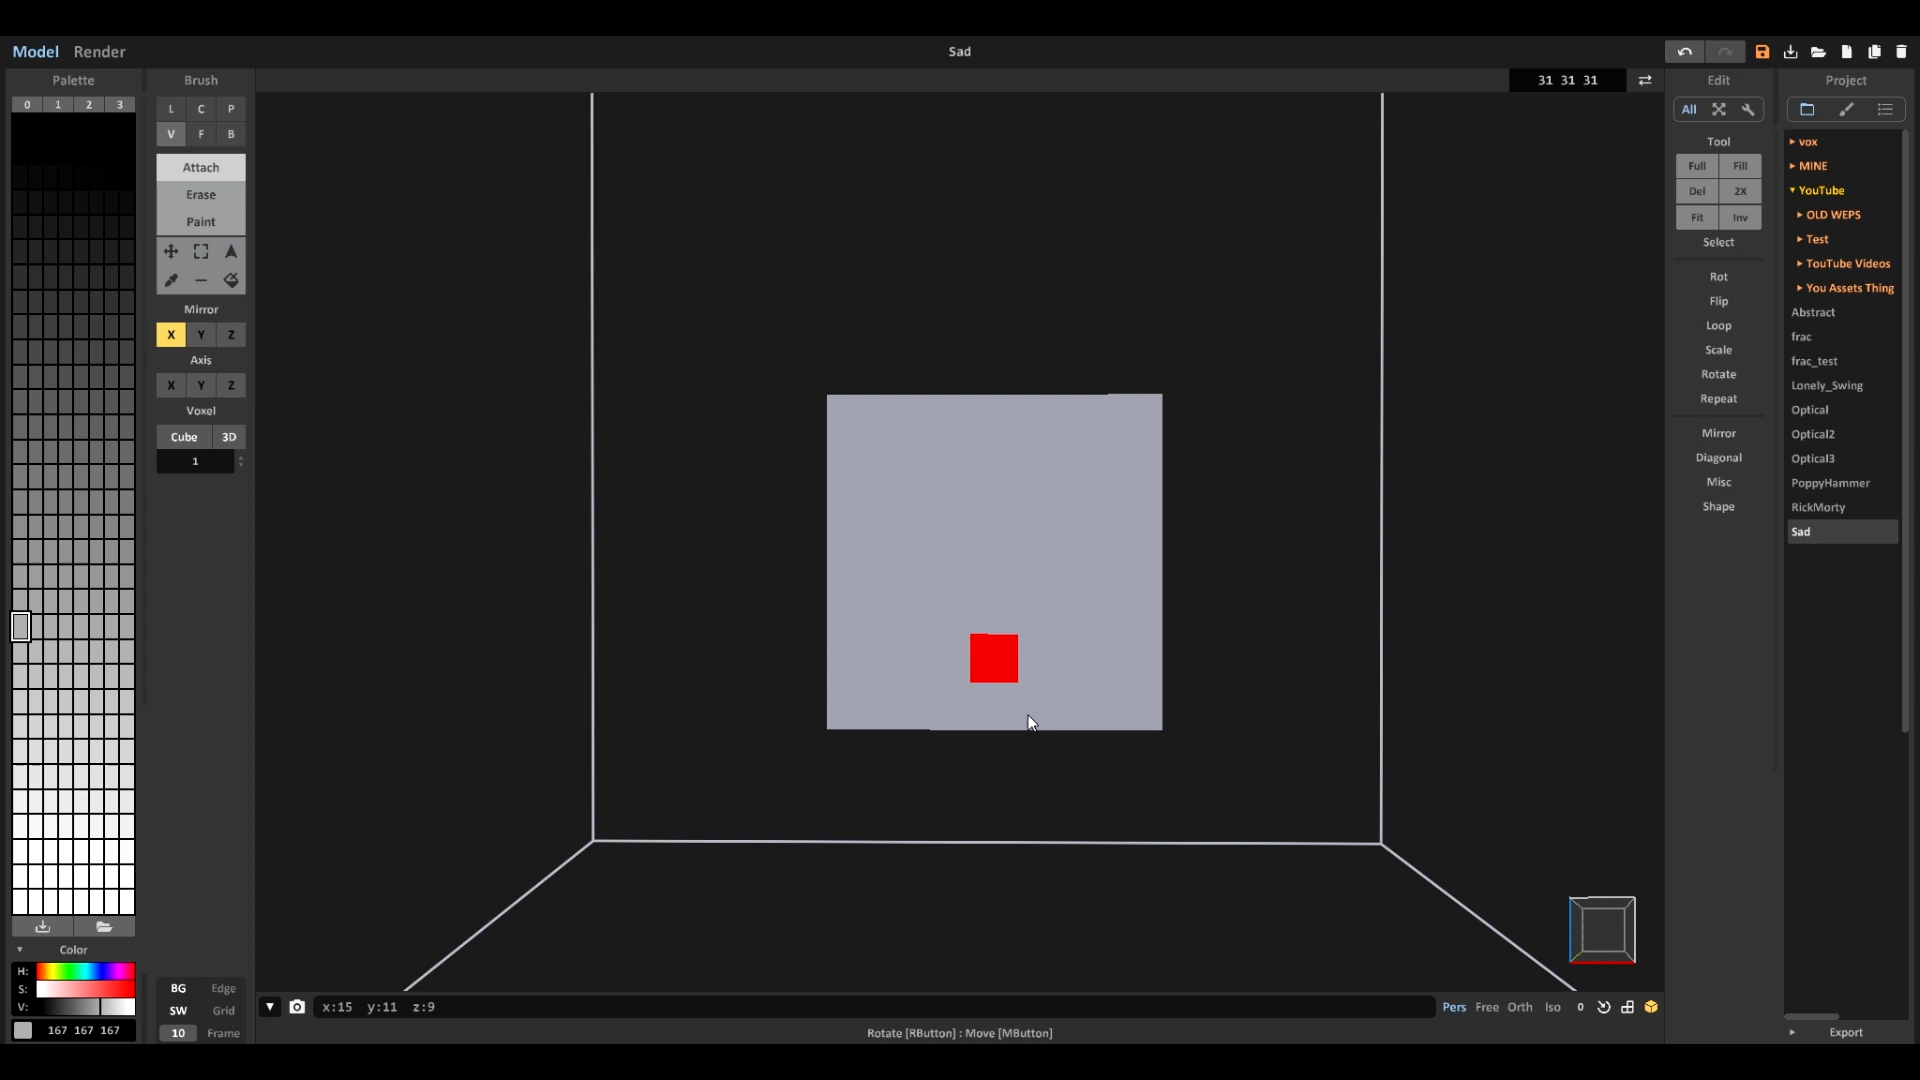 Model Render
Sad
Palette
0 1 2 3
Color
H:
S:
V:
167 167 167
Brush
L C P
V F B
Attach
Erase
Paint
Mirror
X Y Z
Axis
X Y Z
Voxel
Cube 3D
1
BG Edge
SW Grid
10 Frame
31 31 31
x:15 y:11 z:9
Pers Free Orth Iso 0
Rotate [RButton] : Move [MButton]
Edit
All
Tool
Full Fill
Del 2X
Fit Inv
Select
Rot
Flip
Loop
Scale
Rotate
Repeat
Mirror
Diagonal
Misc
Shape
Project
vox
MINE
YouTube
OLD WEPS
Test
TouTube Videos
You Assets Thing
Abstract
frac
frac_test
Lonely_Swing
Optical
Optical2
Optical3
PoppyHammer
RickMorty
Sad
Export